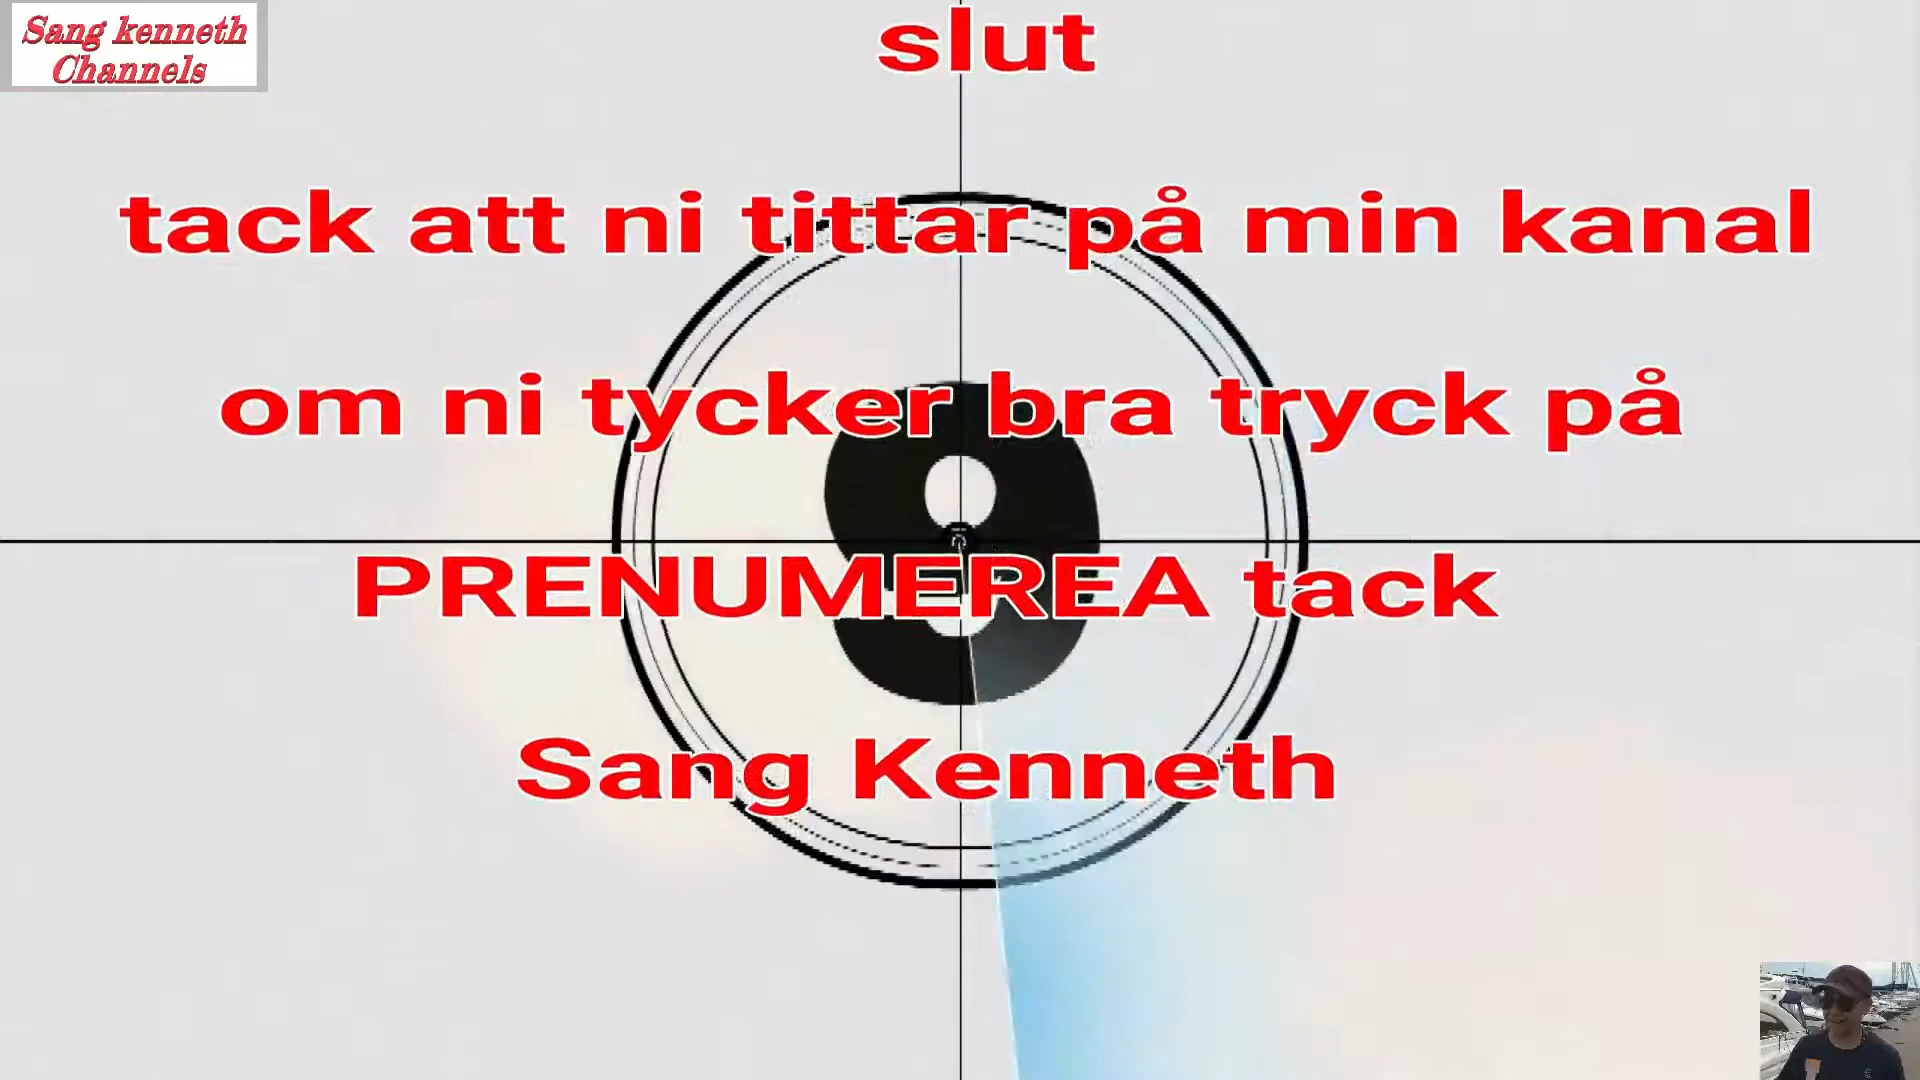 Sang kenneth
Channels
slut
tack att ni tittar på min kanal
om ni tycker bra tryck på
PRENUMEREA tack
Sang Kenneth
8